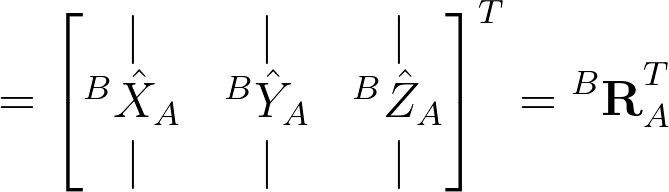 = [ | | | 
^B X̂_A ^B Ŷ_A ^B Ẑ_A 
| | | ]^T = ^B 𝐑_A^T